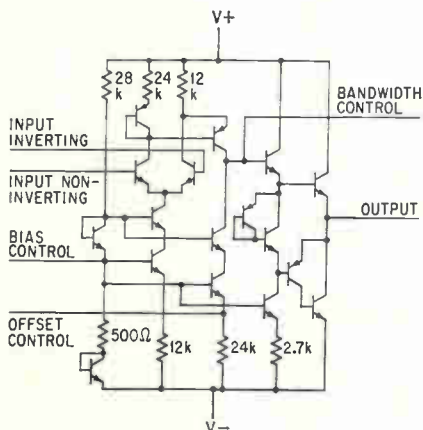 V+
28 k
24 k
12 k
BANDWIDTH
CONTROL
INPUT
INVERTING
INPUT NON-
INVERTING
OUTPUT
BIAS
CONTROL
OFFSET
CONTROL
500Ω
12k
24k
2.7k
V-